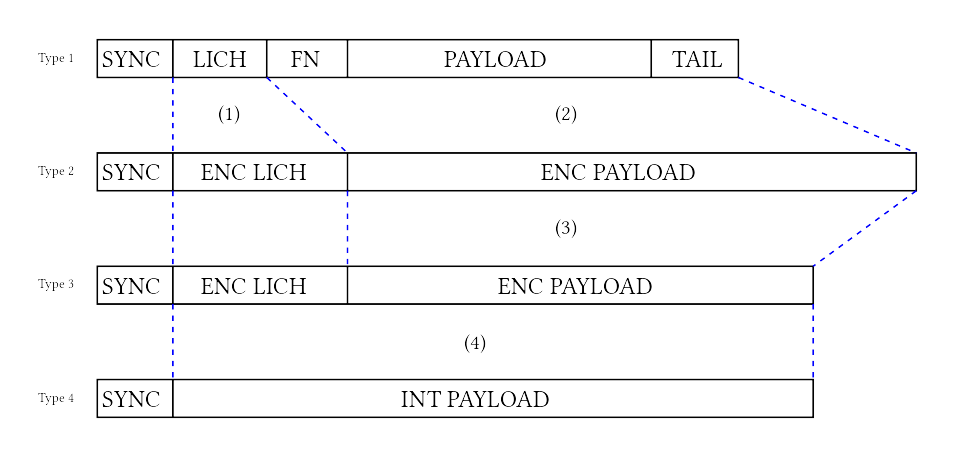 Type 1 SYNC LICH FN PAYLOAD TAIL
(1) (2)
Type 2 SYNC ENC LICH ENC PAYLOAD
(3)
Type 3 SYNC ENC LICH ENC PAYLOAD
(4)
Type 4 SYNC INT PAYLOAD